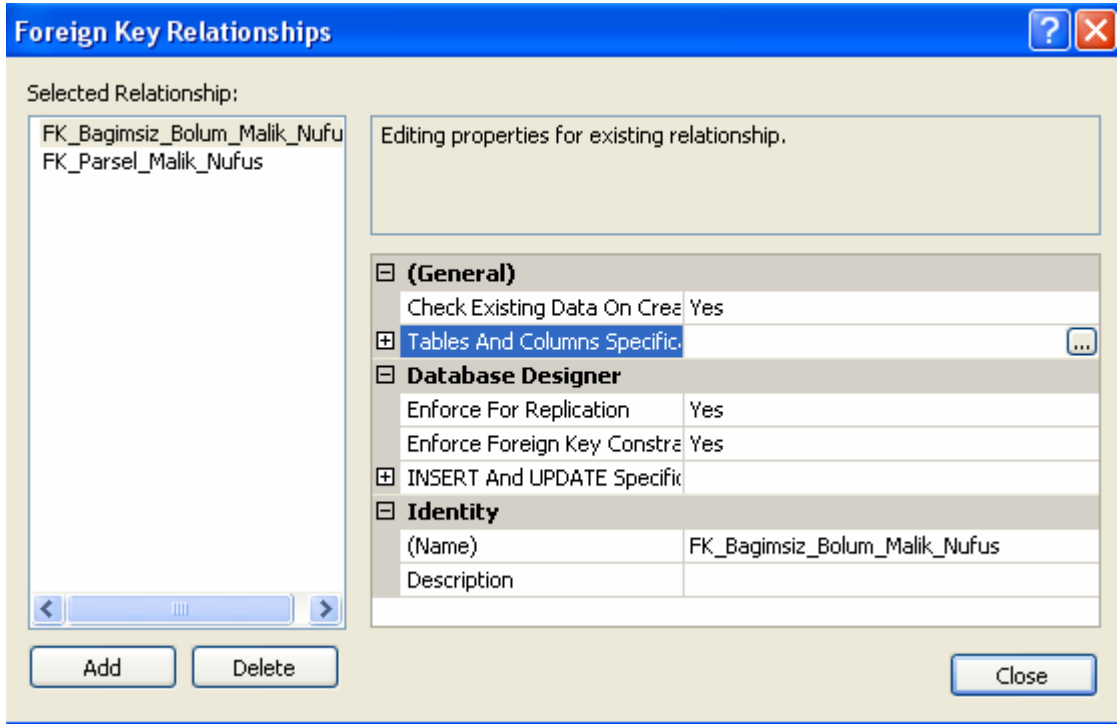 Foreign Key Relationships
Selected Relationship:
FK_Bagimsiz_Bolum_Malik_Nufu
FK_Parsel_Malik_Nufus
Editing properties for existing relationship.
(General)
Check Existing Data On Crea Yes
Tables And Columns Specific ...
Database Designer
Enforce For Replication Yes
Enforce Foreign Key Constra Yes
INSERT And UPDATE Specific
Identity
(Name) FK_Bagimsiz_Bolum_Malik_Nufus
Description
Add Delete Close